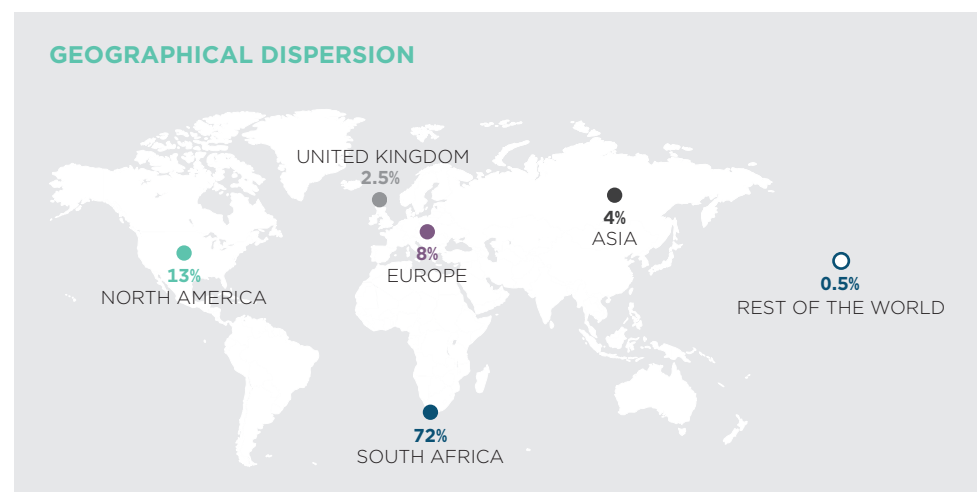 GEOGRAPHICAL DISPERSION
UNITED KINGDOM
2.5%
4%
ASIA
8%
EUROPE
13%
NORTH AMERICA
0.5%
REST OF THE WORLD
72%
SOUTH AFRICA